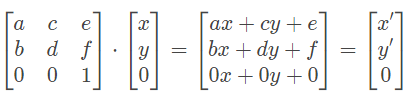 [a c e; b d f; 0 0 1] · [x; y; 0] = [ax + cy + e; bx + dy + f; 0x + 0y + 0] = [x′; y′; 0]